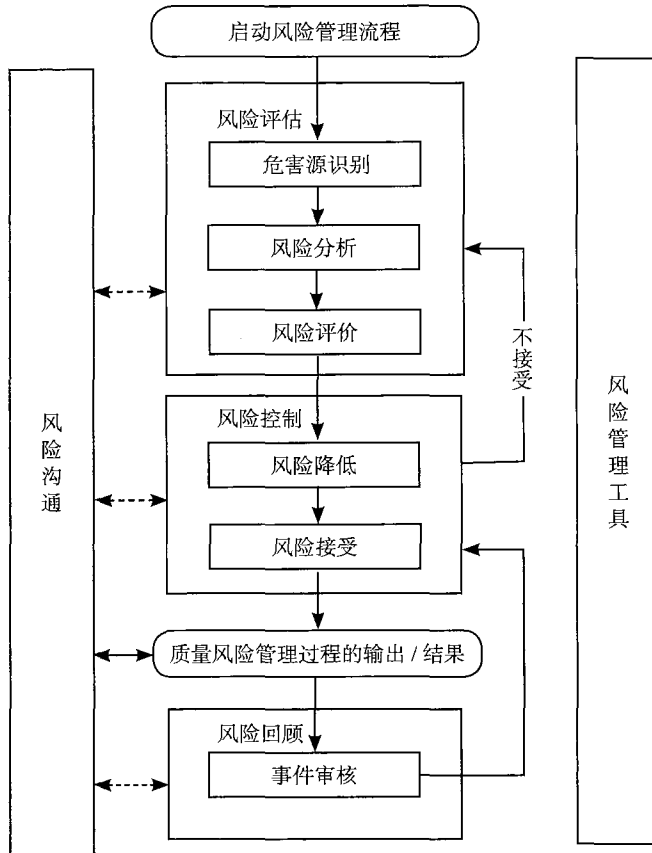 启动风险管理流程
风险评估
危害源识别
风险分析
风险评价
不接受
风险控制
风险降低
风险接受
风险沟通
风险管理工具
质量风险管理过程的输出 / 结果
风险回顾
事件审核